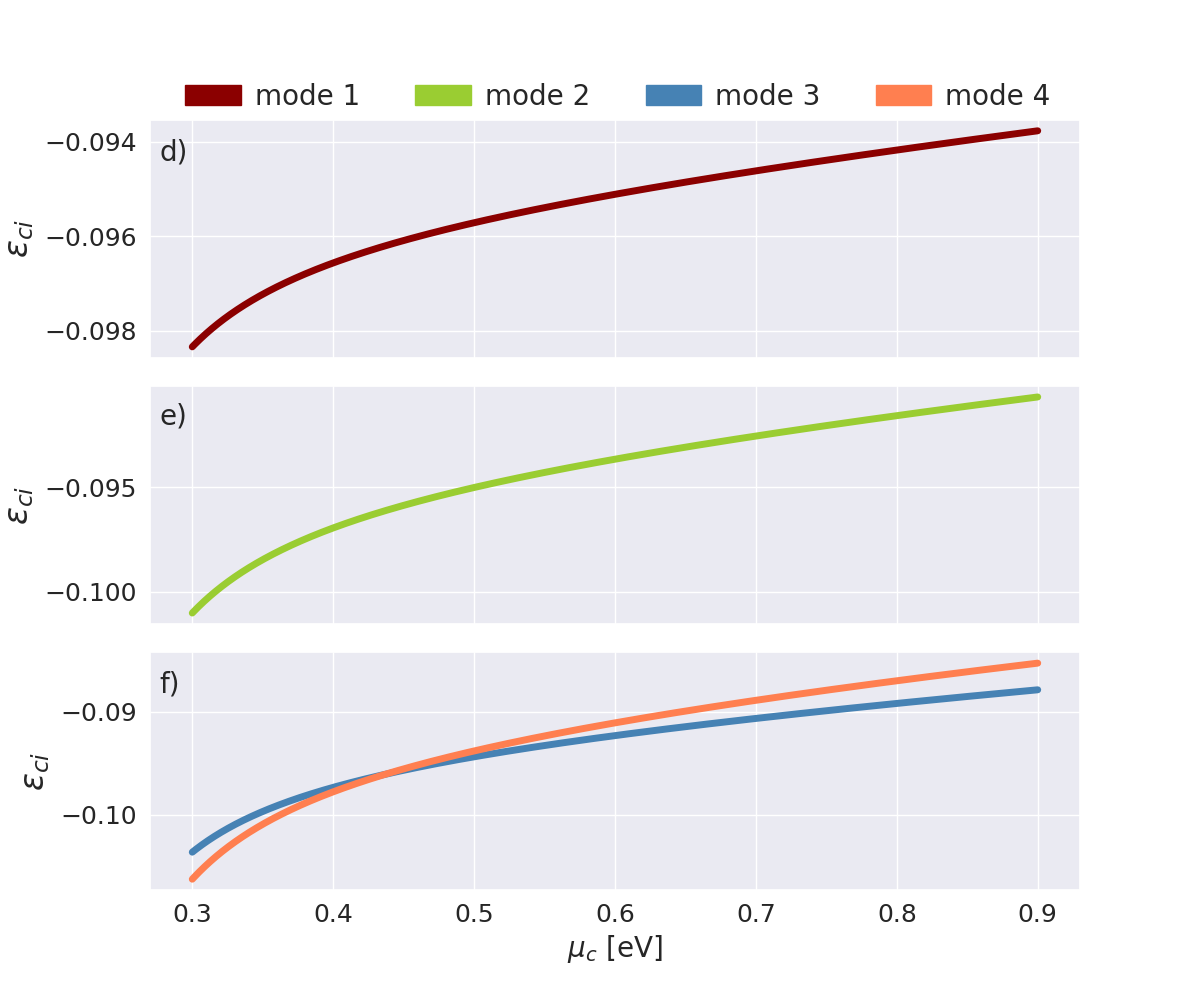 mode 1 mode 2 mode 3 mode 4
d)
−0.094
−0.096
−0.098
ε_ci
e)
−0.095
−0.100
ε_ci
f)
−0.09
−0.10
ε_ci
0.3 0.4 0.5 0.6 0.7 0.8 0.9
μ_c [eV]